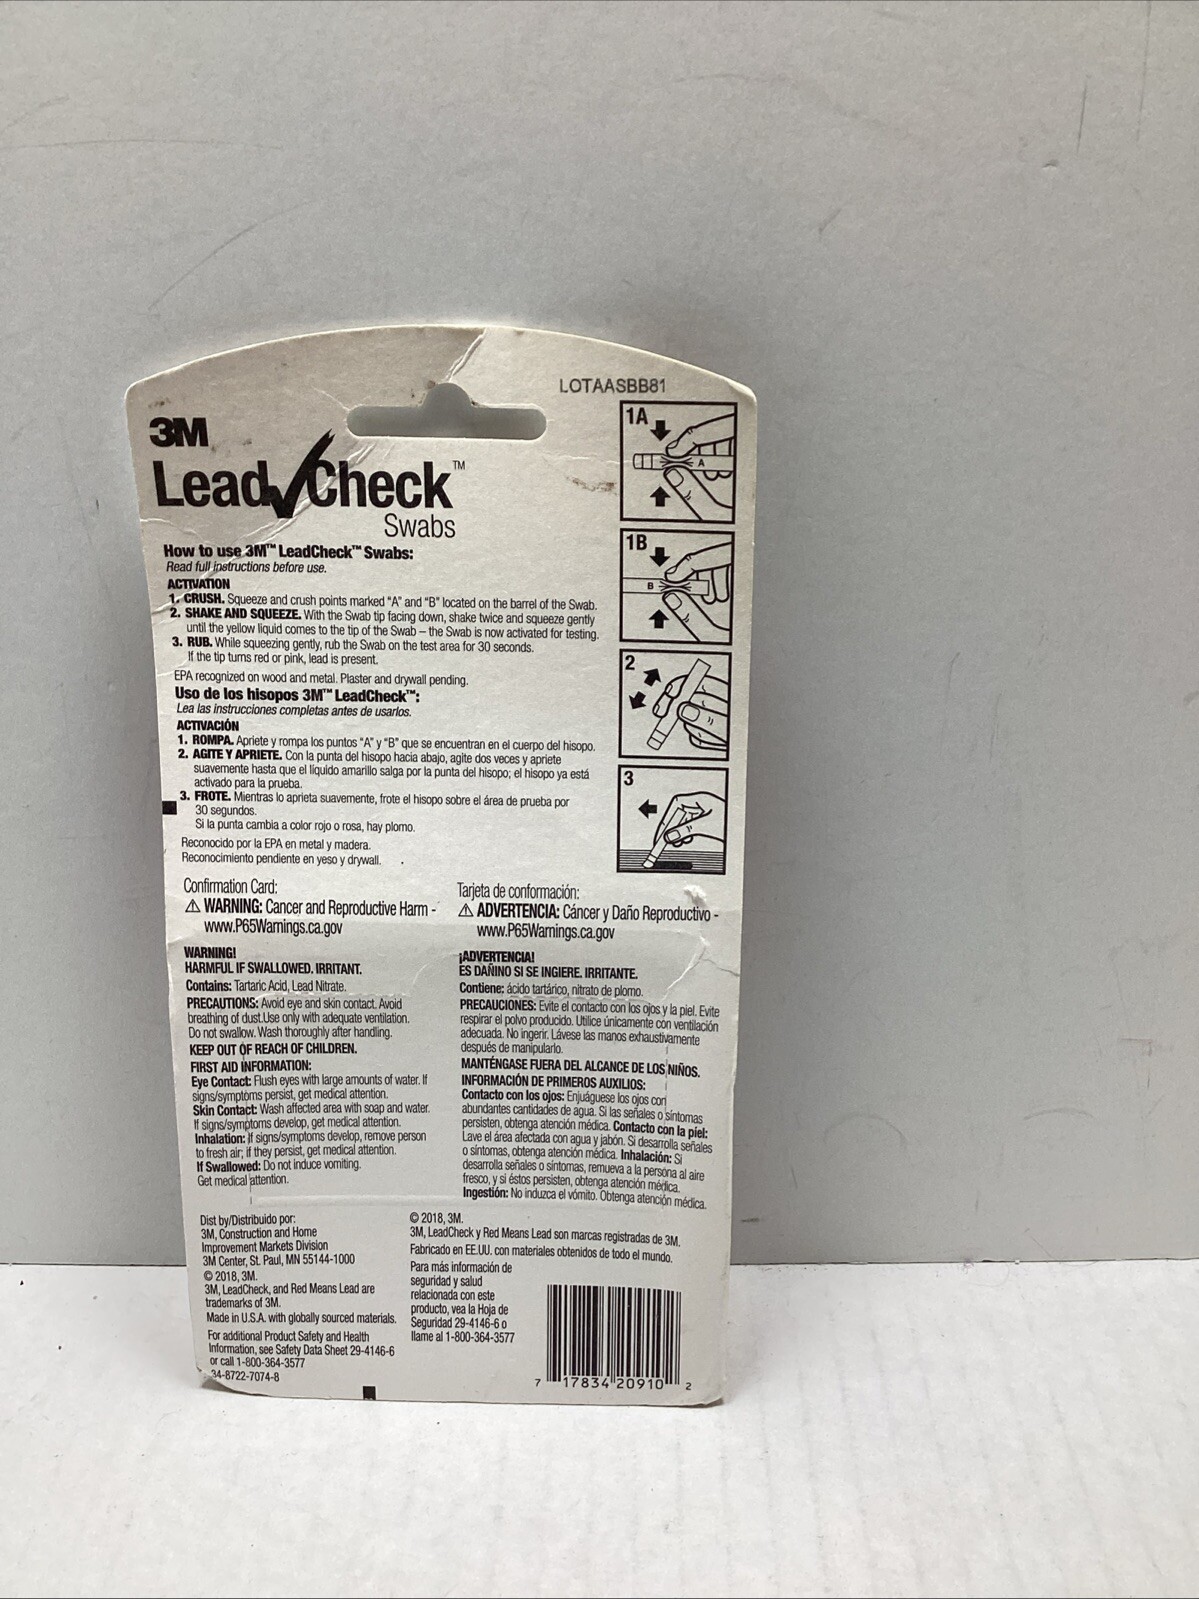 LOTAASBB81
3M
Lead Check™
Swabs
How to use 3M™ LeadCheck™ Swabs:
Read full instructions before use.
ACTIVATION
1. CRUSH. Squeeze and crush points marked "A" and "B" located on the barrel of the Swab.
2. SHAKE AND SQUEEZE. With the Swab tip facing down, shake twice and squeeze gently
until the yellow liquid comes to the tip of the Swab – the Swab is now activated for testing.
3. RUB. While squeezing gently, rub the Swab on the test area for 30 seconds.
If the tip turns red or pink, lead is present.
EPA recognized on wood and metal. Plaster and drywall pending.
Uso de los hisopos 3M™ LeadCheck™:
Lea las instrucciones completas antes de usarlos.
ACTIVACIÓN
1. ROMPA. Apriete y rompa los puntos "A" y "B" que se encuentran en el cuerpo del hisopo.
2. AGITE Y APRIETE. Con la punta del hisopo hacia abajo, agite dos veces y apriete
suavemente hasta que el líquido amarillo salga por la punta del hisopo; el hisopo ya está
activado para la prueba.
3. FROTE. Mientras lo aprieta suavemente, frote el hisopo sobre el área de prueba por
30 segundos.
Si la punta cambia a color rojo o rosa, hay plomo.
Reconocido por la EPA en metal y madera.
Reconocimiento pendiente en yeso y drywall.
1A
A
1B
B
2
3
Confirmation Card:
⚠ WARNING: Cancer and Reproductive Harm -
www.P65Warnings.ca.gov
Tarjeta de conformación:
⚠ ADVERTENCIA: Cáncer y Daño Reproductivo -
www.P65Warnings.ca.gov
WARNING!
HARMFUL IF SWALLOWED. IRRITANT.
Contains: Tartaric Acid, Lead Nitrate.
PRECAUTIONS: Avoid eye and skin contact. Avoid
breathing of dust.Use only with adequate ventilation.
Do not swallow. Wash thoroughly after handling.
KEEP OUT OF REACH OF CHILDREN.
FIRST AID INFORMATION:
Eye Contact: Flush eyes with large amounts of water. If
signs/symptoms persist, get medical attention.
Skin Contact: Wash affected area with soap and water.
If signs/symptoms develop, get medical attention.
Inhalation: If signs/symptoms develop, remove person
to fresh air; if they persist, get medical attention.
If Swallowed: Do not induce vomiting.
Get medical attention.
¡ADVERTENCIA!
ES DAÑINO SI SE INGIERE. IRRITANTE.
Contiene: ácido tartárico, nitrato de plomo.
PRECAUCIONES: Evite el contacto con los ojos y la piel. Evite
respirar el polvo producido. Utilice únicamente con ventilación
adecuada. No ingerir. Lávese las manos exhaustivamente
después de manipularlo.
MANTÉNGASE FUERA DEL ALCANCE DE LOS NIÑOS.
INFORMACIÓN DE PRIMEROS AUXILIOS:
Contacto con los ojos: Enjuáguese los ojos con
abundantes cantidades de agua. Si las señales o síntomas
persisten, obtenga atención médica. Contacto con la piel:
Lave el área afectada con agua y jabón. Si desarrolla señales
o síntomas, obtenga atención médica. Inhalación: Si
desarrolla señales o síntomas, remueva a la persona al aire
fresco, y si éstos persisten, obtenga atención médica.
Ingestión: No induzca el vómito. Obtenga atención médica.
Dist by/Distribuido por:
3M, Construction and Home
Improvement Markets Division
3M Center, St. Paul, MN 55144-1000
© 2018, 3M.
3M, LeadCheck, and Red Means Lead are
trademarks of 3M.
Made in U.S.A. with globally sourced materials.
For additional Product Safety and Health
Information, see Safety Data Sheet 29-4146-6
or call 1-800-364-3577
34-8722-7074-8
© 2018, 3M.
3M, LeadCheck y Red Means Lead son marcas registradas de 3M.
Fabricado en EE.UU. con materiales obtenidos de todo el mundo.
Para más información de
seguridad y salud
relacionada con este
producto, vea la Hoja de
Seguridad 29-4146-6 o
llame al 1-800-364-3577
7 17834 20910 2